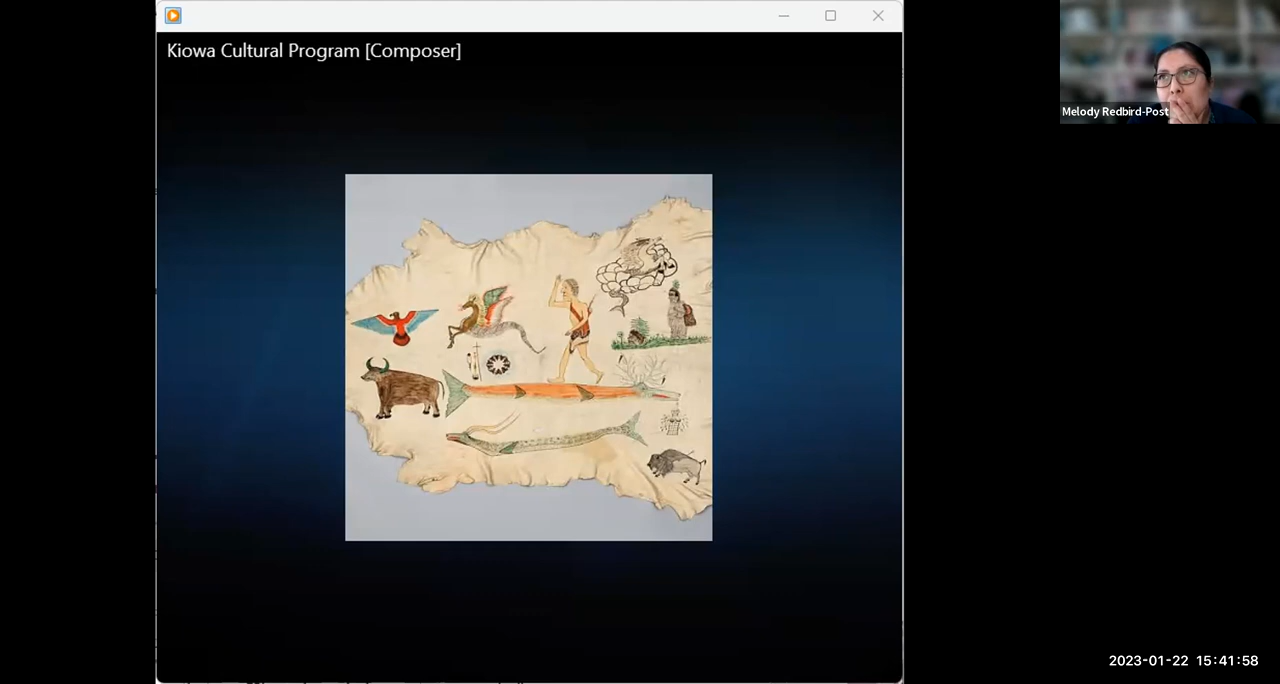 Kiowa Cultural Program [Composer]
Melody Redbird-Post
2023-01-22 15:41:58